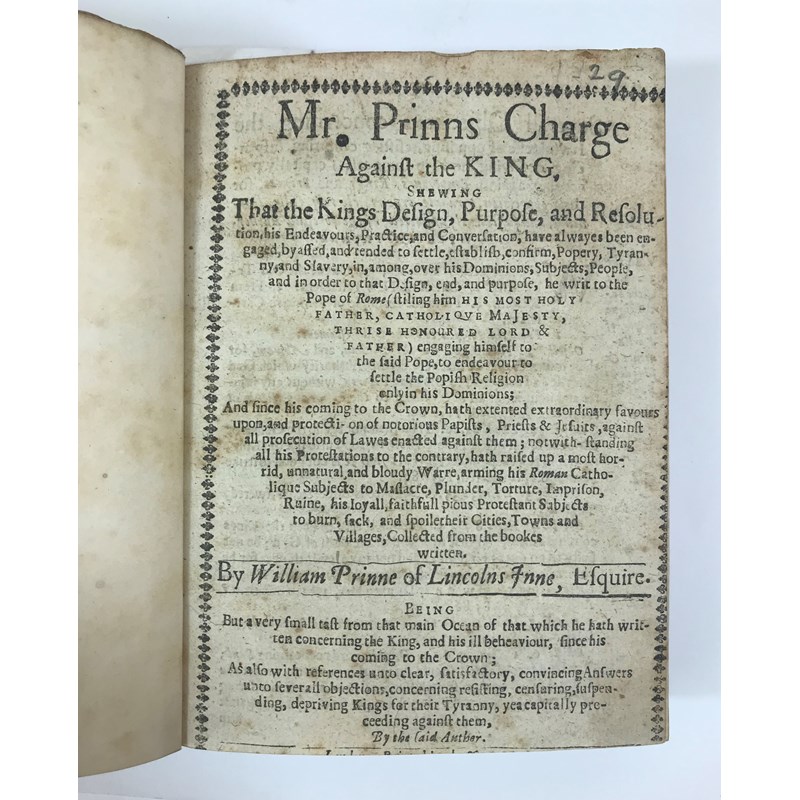 29
Mr. Prinns Charge
Againſt the KING,
SHEWING
That the Kings Deſign, Purpoſe, and Reſolu-
tion, his Endeavours, Practice, and Converſation, have alwayes been en-
gaged, byaſſed, and tended to ſettle, eſtabliſh, confirm, Popery, Tyran-
ny, and Slavery, in, among, over his Dominions, Subjects, People,
and in order to that Deſign, end, and purpoſe, he writ to the
Pope of Rome (ſtiling him HIS MOST HOLY
FATHER, CATHOLIQVE MAJESTY,
THRISE HONOURED LORD &
FATHER) engaging himſelf to
the ſaid Pope, to endeavour to
ſettle the Popiſh Religion
onlyin his Dominions;
And ſince his coming to the Crown, hath extented extraordinary favours
upon, and protecti- on of notorious Papiſts, Prieſts & Jeſuits, againſt
all proſecution of Lawes enacted againſt them; notwith- ſtanding
all his Proteſtations to the contrary, hath raiſed up a moſt hor-
rid, unnatural, and bloudy Warre, arming his Roman Catho-
lique Subjects to Maſſacre, Plunder, Torture, Impriſon,
Ruine, his loyall, faithfull pious Proteſtant Subjects
to burn, ſack, and ſpoile their Cities, Towns and
Villages, Collected from the bookes
written.
By William Prinne of Lincolns Inne, Eſquire.
BEING
But a very ſmall taſt from that main Ocean of that which he hath writ-
ten concerning the King, and his ill beheaviour, ſince his
coming to the Crown;
As alſo with references unto clear, ſatisfactory, convincing Anſwers
unto ſeverall objections, concerning reſiſting, cenſuring, ſuſpen-
ding, depriving Kings for their Tyranny, yea capitally pro-
ceeding againſt them,
By the ſaid Author.